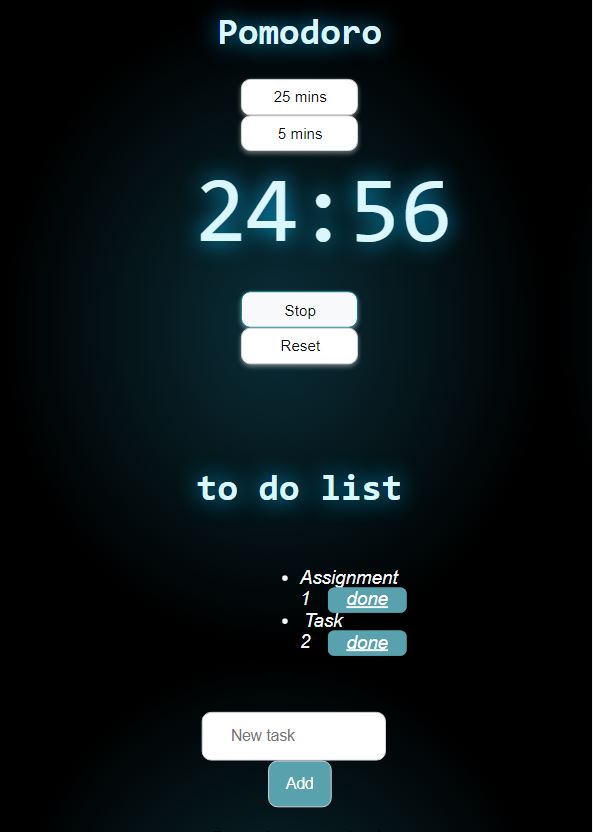 Pomodoro
25 mins
5 mins
24:56
Stop
Reset
to do list
Assignment
1 done
Task
2 done
New task
Add